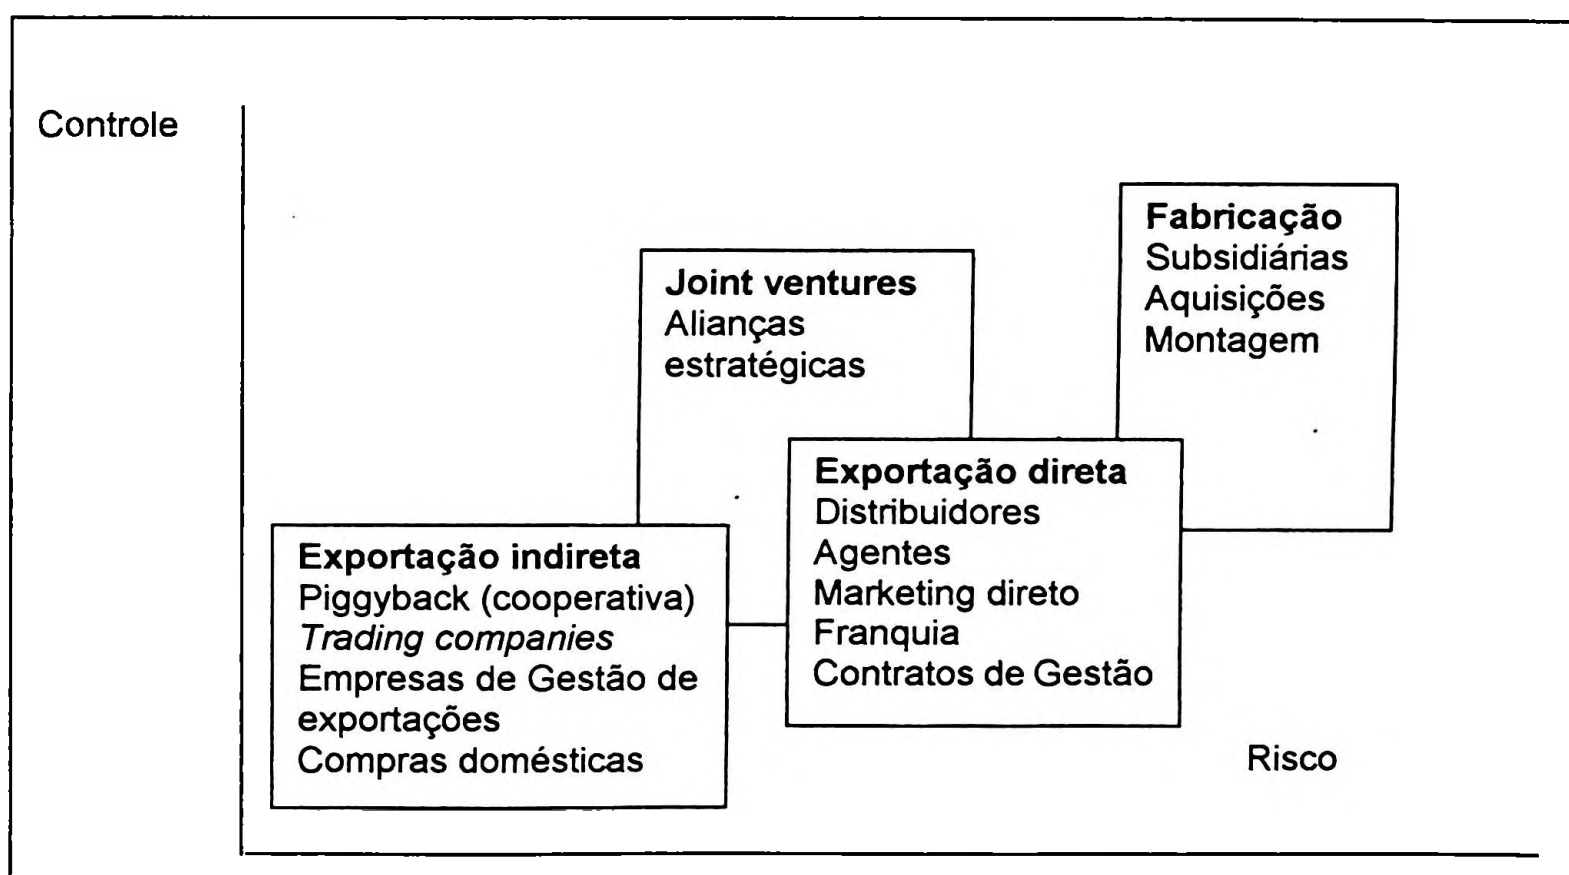 Controle
Fabricação
Subsidiárias
Aquisições
Montagem
Joint ventures
Alianças
estratégicas
Exportação direta
Distribuidores
Agentes
Marketing direto
Franquia
Contratos de Gestão
Exportação indireta
Piggyback (cooperativa)
Trading companies
Empresas de Gestão de
exportações
Compras domésticas
Risco